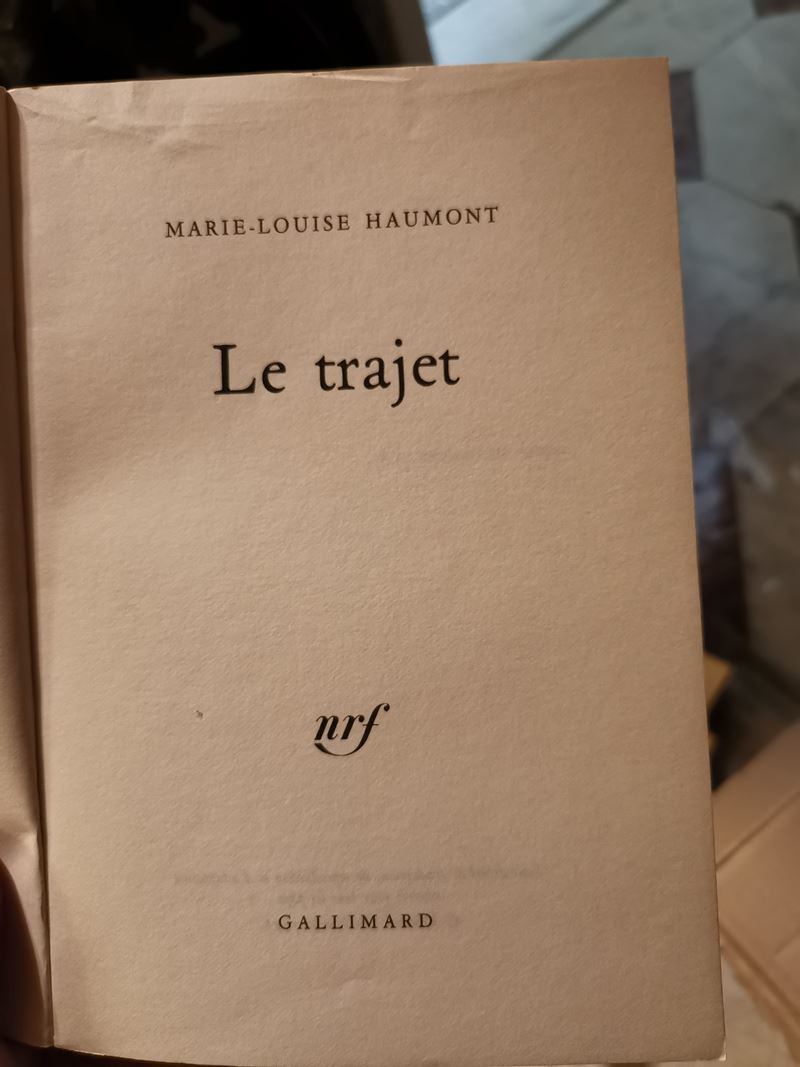 MARIE-LOUISE HAUMONT
Le trajet
nrf
GALLIMARD